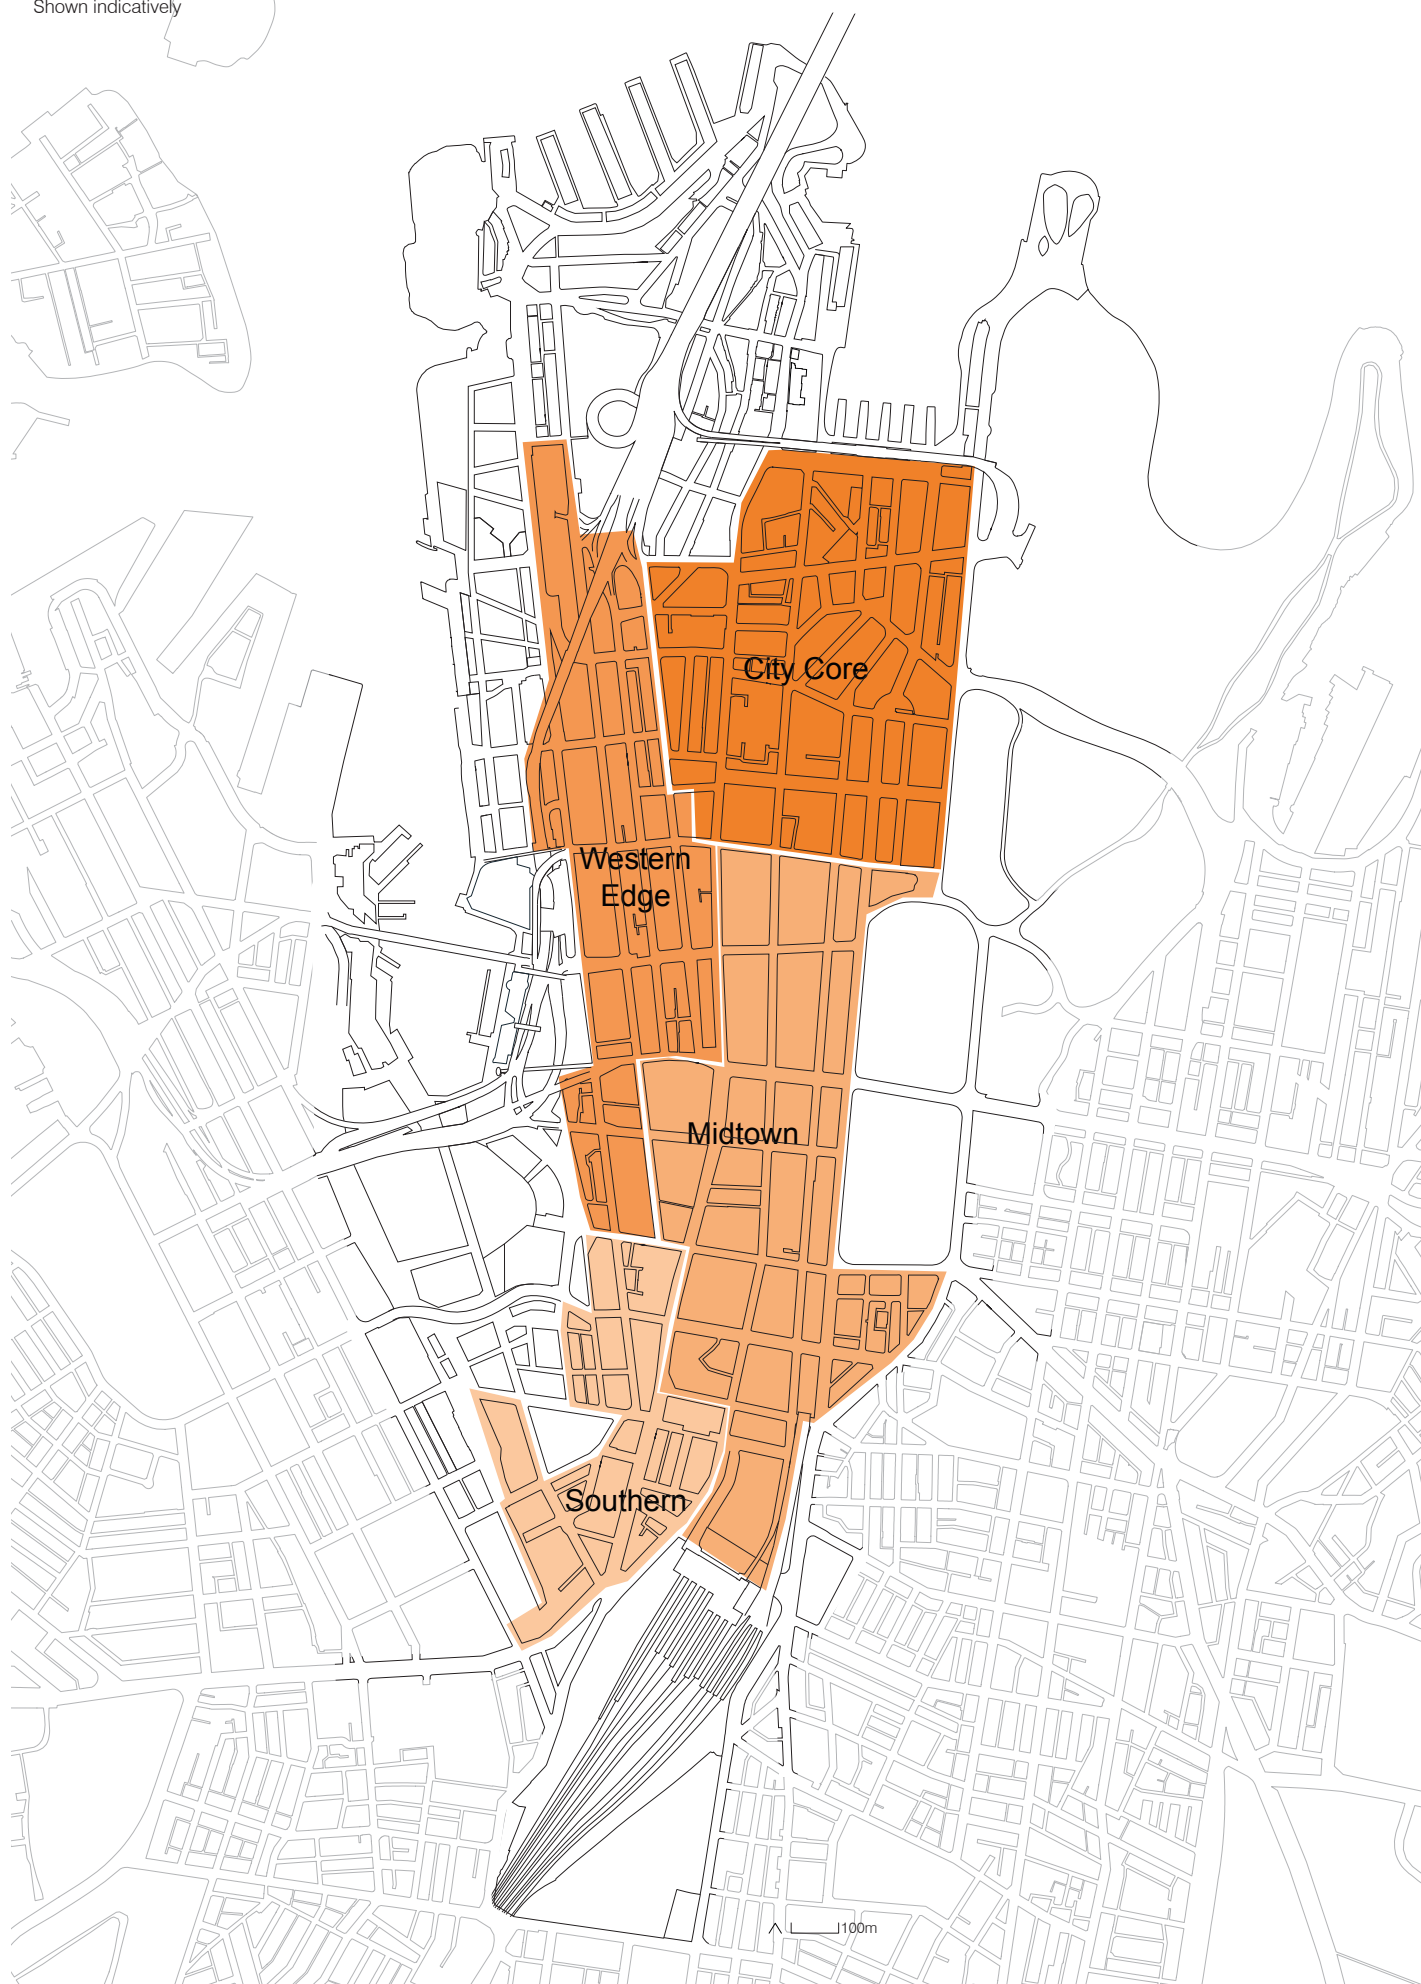 Shown indicatively
City Core
Western
Edge
Midtown
Southern
100m